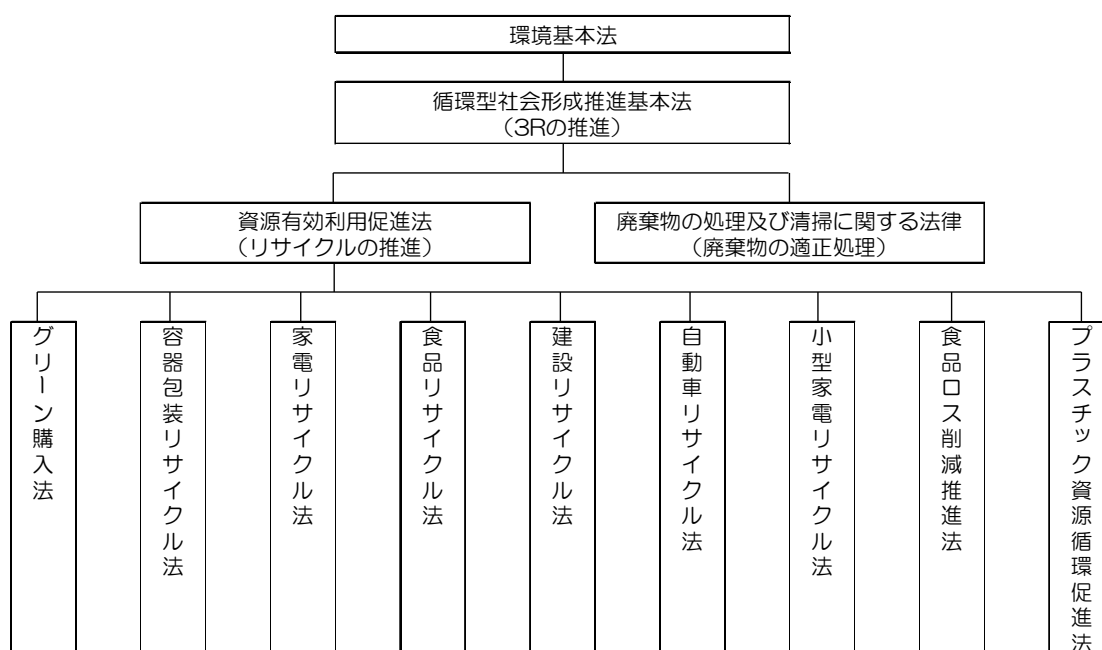 環境基本法
循環型社会形成推進基本法
（3Rの推進）
資源有効利用促進法
（リサイクルの推進）
廃棄物の処理及び清掃に関する法律
（廃棄物の適正処理）
グリーン購入法
容器包装リサイクル法
家電リサイクル法
食品リサイクル法
建設リサイクル法
自動車リサイクル法
小型家電リサイクル法
食品ロス削減推進法
プラスチック資源循環促進法